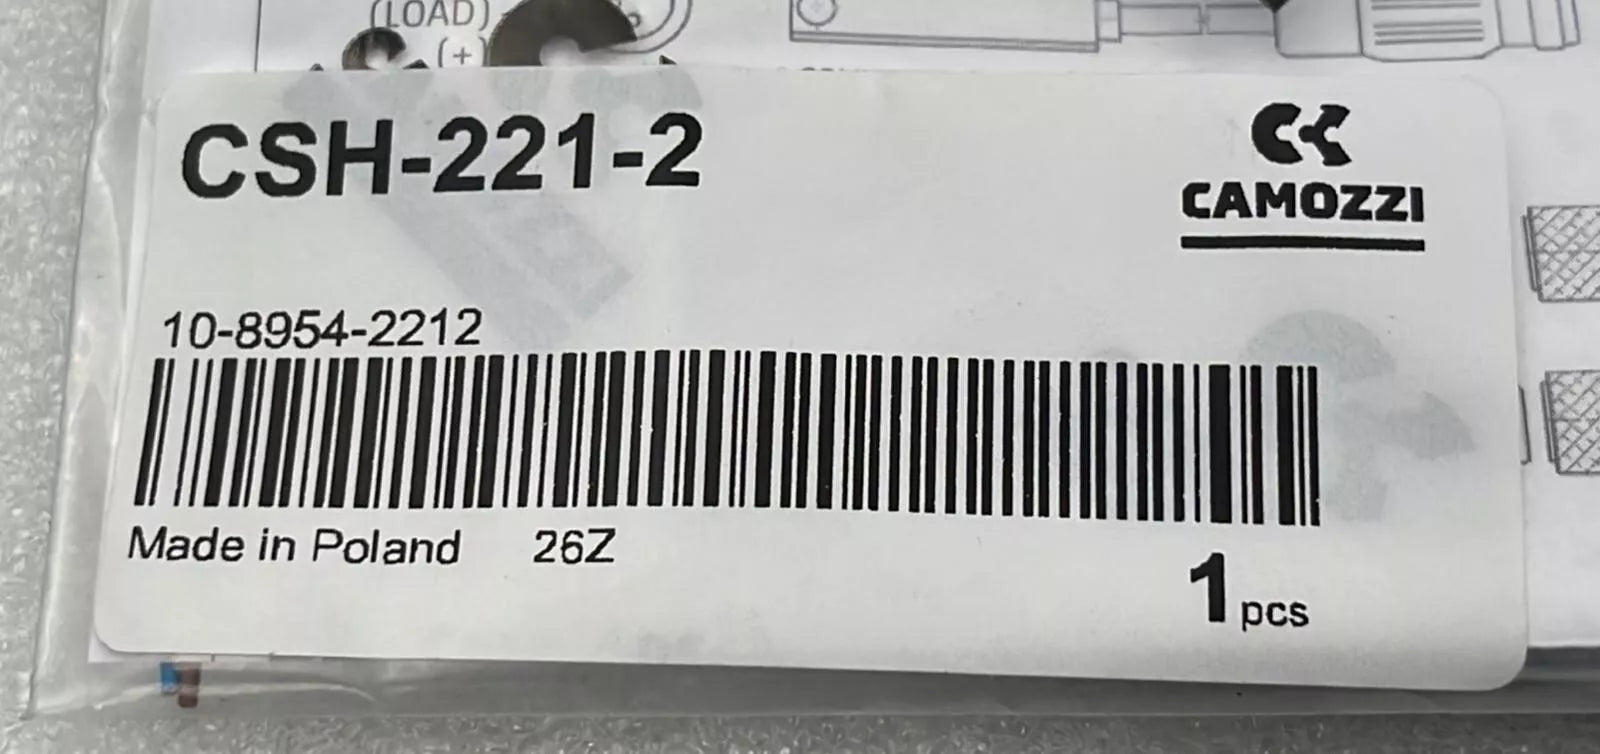 (LOAD)
(+)
CSH-221-2
CAMOZZI
10-8954-2212
Made in Poland 26Z
1 pcs